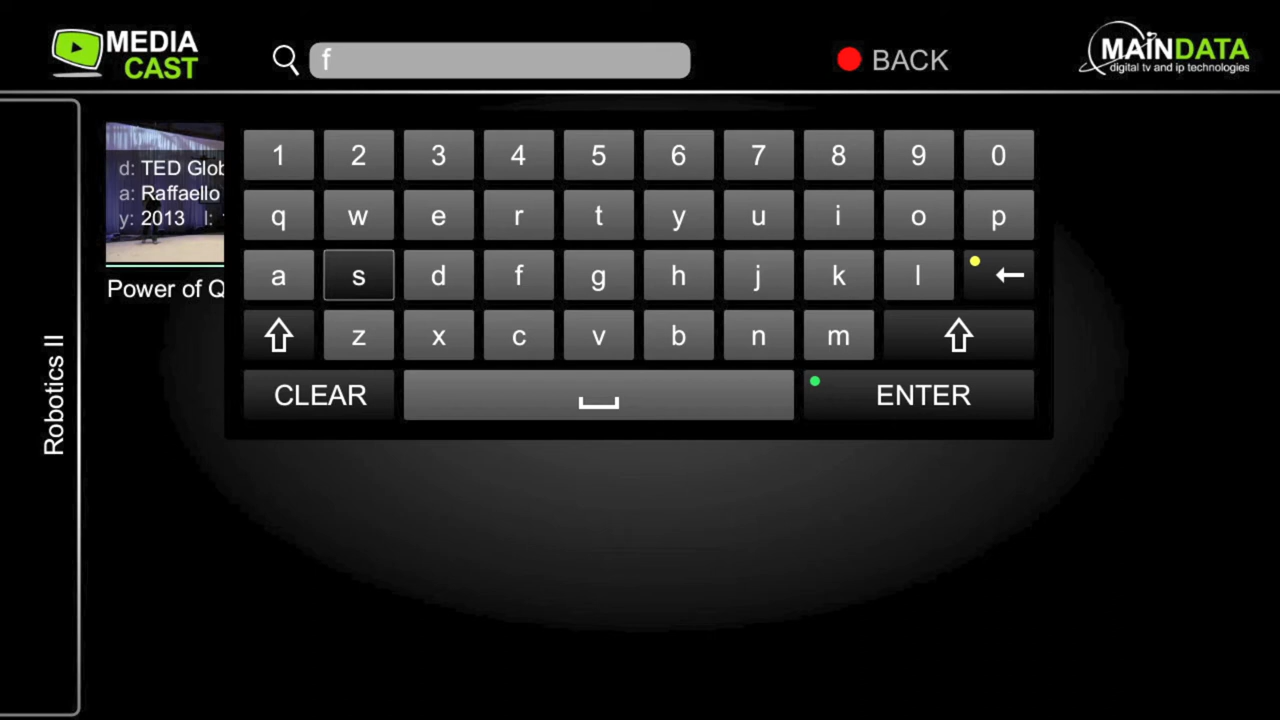 MEDIA
CAST
f
BACK
MAINDATA
digital tv and ip technologies
d: TED Glob
a: Raffaello
y: 2013 l:
Power of Q
Robotics II
1 2 3 4 5 6 7 8 9 0
q w e r t y u i o p
a s d f g h j k l
z x c v b n m
CLEAR
ENTER